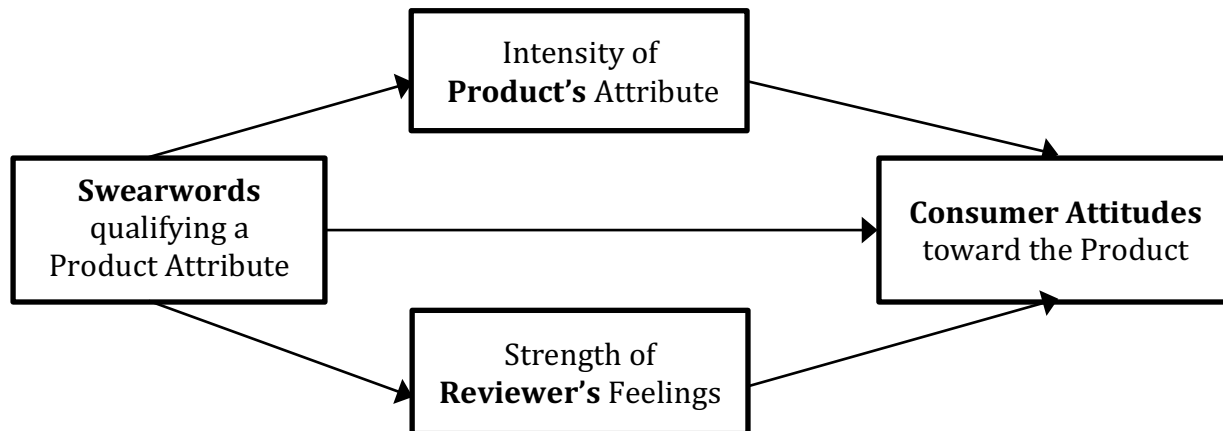 Intensity of
Product’s Attribute
Swearwords
qualifying a
Product Attribute
Consumer Attitudes
toward the Product
Strength of
Reviewer’s Feelings